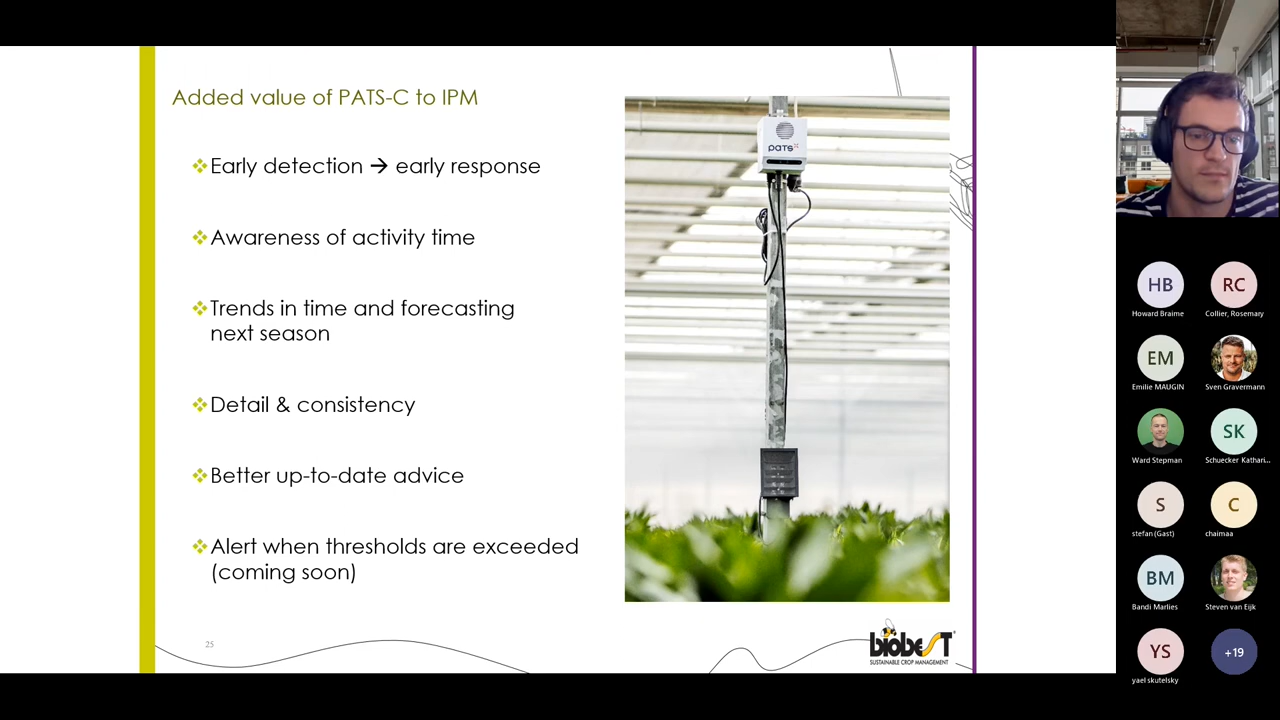 Added value of PATS-C to IPM
❖Early detection → early response
❖Awareness of activity time
❖Trends in time and forecasting
next season
❖Detail & consistency
❖Better up-to-date advice
❖Alert when thresholds are exceeded
(coming soon)
25
pats
biobest®
SUSTAINABLE CROP MANAGEMENT
HB
RC
Howard Braime
Collier, Rosemary
EM
Emilie MAUGIN
Sven Gravermann
SK
Ward Stepman
Schuecker Kathari...
S
C
stefan (Gast)
chaimaa
BM
Bandi Marlies
Steven van Eijk
YS
+19
yael skutelsky